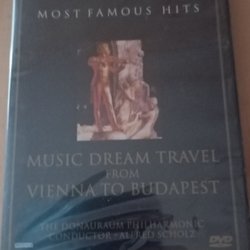 MOST FAMOUS HITS
MUSIC DREAM TRAVEL
FROM
VIENNA TO BUDAPEST
THE DONAURAUM PHILHARMONIC
CONDUCTOR - ALFRED SCHOLZ
DVD